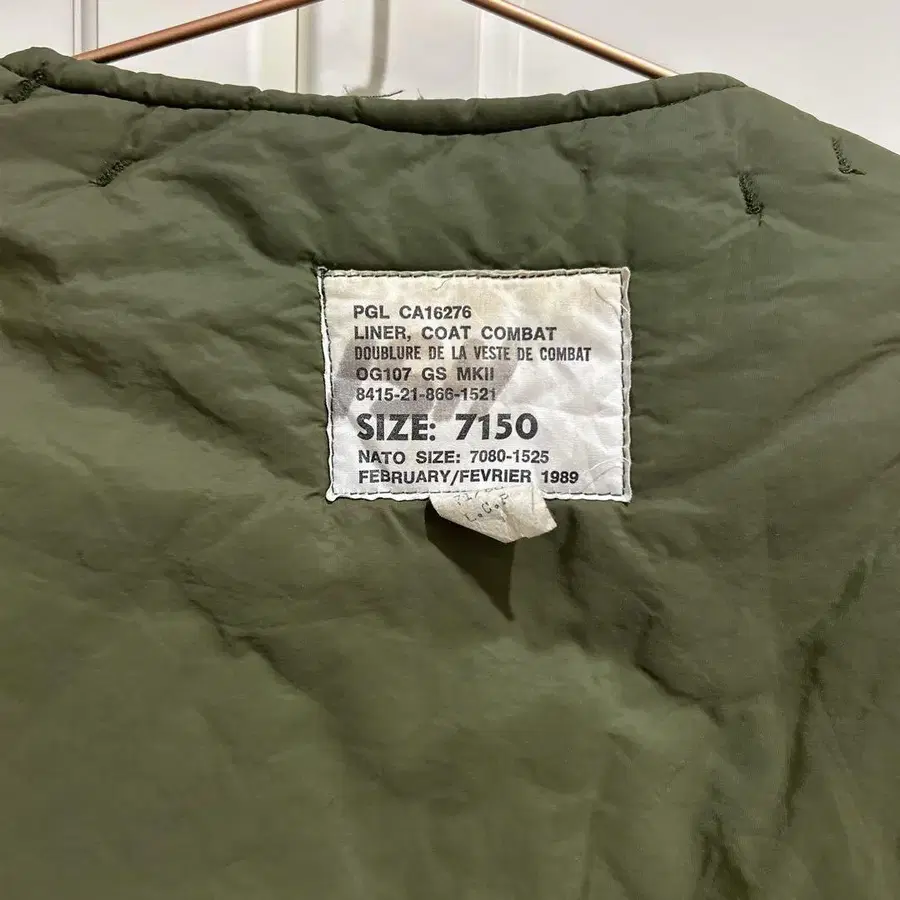 PGL CA16276
LINER, COAT COMBAT
DOUBLURE DE LA VESTE DE COMBAT
OG107 GS MKII
8415-21-866-1521
SIZE: 7150
NATO SIZE: 7080-1525
FEBRUARY/FEVRIER 1989
L.C.P